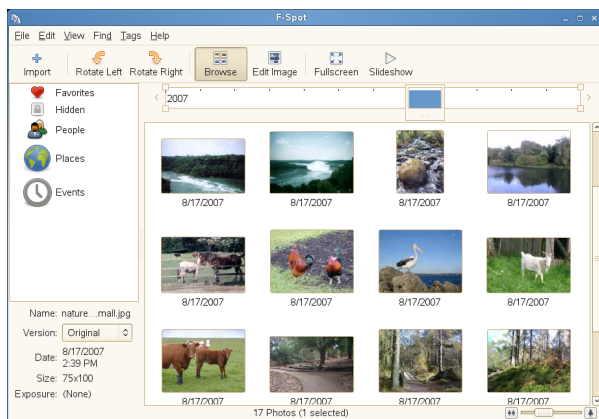 F-Spot
File Edit View Find Tags Help
Import Rotate Left Rotate Right Browse Edit Image Fullscreen Slideshow
Favorites
Hidden
People
Places
Events
2007
8/17/2007 8/17/2007 8/17/2007 8/17/2007
8/17/2007 8/17/2007 8/17/2007 8/17/2007
8/17/2007 8/17/2007 8/17/2007 8/17/2007
Name: nature…mall.jpg
Version: Original
Date: 8/17/2007
2:39 PM
Size: 75x100
Exposure: (None)
17 Photos (1 selected)